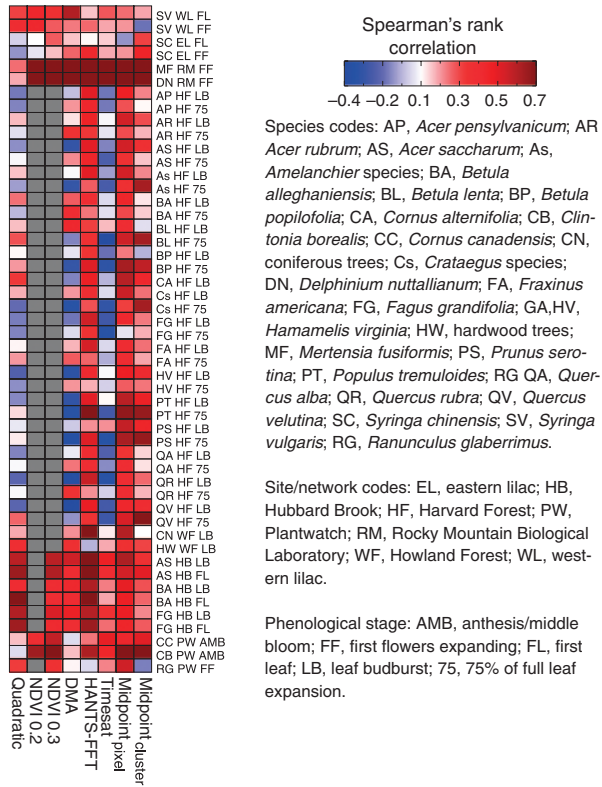 SV WL FL
SV WL FF
SC EL FL
SC EL FF
MF RM FF
DN RM FF
AP HF LB
AP HF 75
AR HF LB
AR HF 75
AS HF LB
AS HF 75
As HF LB
As HF 75
BA HF LB
BA HF 75
BL HF LB
BL HF 75
BP HF LB
BP HF 75
CA HF LB
Cs HF LB
Cs HF 75
FG HF LB
FG HF 75
FA HF LB
FA HF 75
HV HF LB
HV HF 75
PT HF LB
PT HF 75
PS HF LB
PS HF 75
QA HF LB
QA HF 75
QR HF LB
QR HF 75
QV HF LB
QV HF 75
CN WF LB
HW WF LB
AS HB LB
AS HB FL
BA HB LB
BA HB FL
FG HB LB
FG HB FL
CC PW AMB
CB PW AMB
RG PW FF
Quadratic
NDVI 0.2
NDVI 0.3
DMA
HANTS-FFT
Timesat
Midpoint pixel
Midpoint cluster
Spearman's rank
correlation
−0.4 −0.2 0.1 0.3 0.5 0.7
Species codes: AP, Acer pensylvanicum; AR
Acer rubrum; AS, Acer saccharum; As,
Amelanchier species; BA, Betula
alleghaniensis; BL, Betula lenta; BP, Betula
popilofolia; CA, Cornus alternifolia; CB, Clin-
tonia borealis; CC, Cornus canadensis; CN,
coniferous trees; Cs, Crataegus species;
DN, Delphinium nuttallianum; FA, Fraxinus
americana; FG, Fagus grandifolia; GA,HV,
Hamamelis virginia; HW, hardwood trees;
MF, Mertensia fusiformis; PS, Prunus sero-
tina; PT, Populus tremuloides; RG QA, Quer-
cus alba; QR, Quercus rubra; QV, Quercus
velutina; SC, Syringa chinensis; SV, Syringa
vulgaris; RG, Ranunculus glaberrimus.
Site/network codes: EL, eastern lilac; HB,
Hubbard Brook; HF, Harvard Forest; PW,
Plantwatch; RM, Rocky Mountain Biological
Laboratory; WF, Howland Forest; WL, west-
ern lilac.
Phenological stage: AMB, anthesis/middle
bloom; FF, first flowers expanding; FL, first
leaf; LB, leaf budburst; 75, 75% of full leaf
expansion.